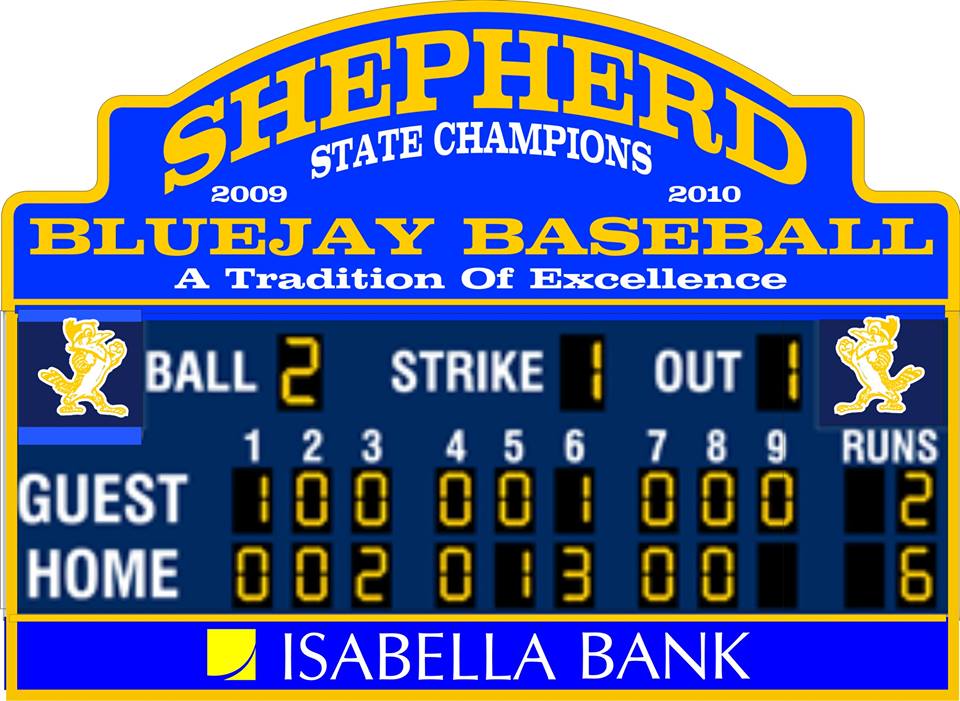 SHEPHERD
STATE CHAMPIONS
2009 2010
BLUEJAY BASEBALL
A Tradition Of Excellence
BALL 2 STRIKE 1 OUT 1
1 2 3 4 5 6 7 8 9 RUNS
GUEST 1 0 0 0 0 1 0 0 0 2
HOME 0 0 2 0 1 3 0 0 6
ISABELLA BANK